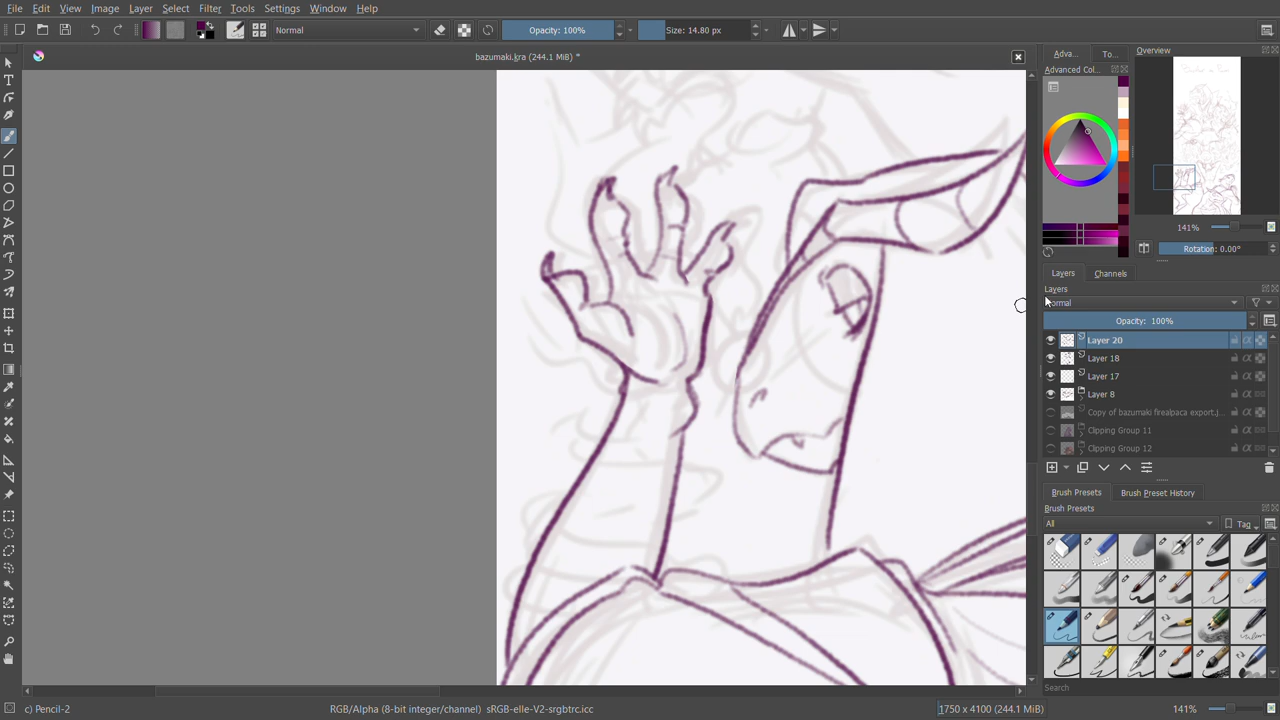 File Edit View Image Layer Select Filter Tools Settings Window Help
Normal Opacity: 100% Size: 14.80 px
bazumaki.kra (244.1 MiB) *
Adva... To...
Overview
Advanced Col...
141%
Rotation: 0.00°
Layers Channels
Layers
ormal
Opacity: 100%
Layer 20
Layer 18
Layer 17
Layer 8
Copy of bazumaki firealpaca export.j...
Clipping Group 11
Clipping Group 12
Brush Presets Brush Preset History
Brush Presets
All Tag
Search
c) Pencil-2 RGB/Alpha (8-bit integer/channel) sRGB-elle-V2-srgbtrc.icc 1750 x 4100 (244.1 MiB) 141%